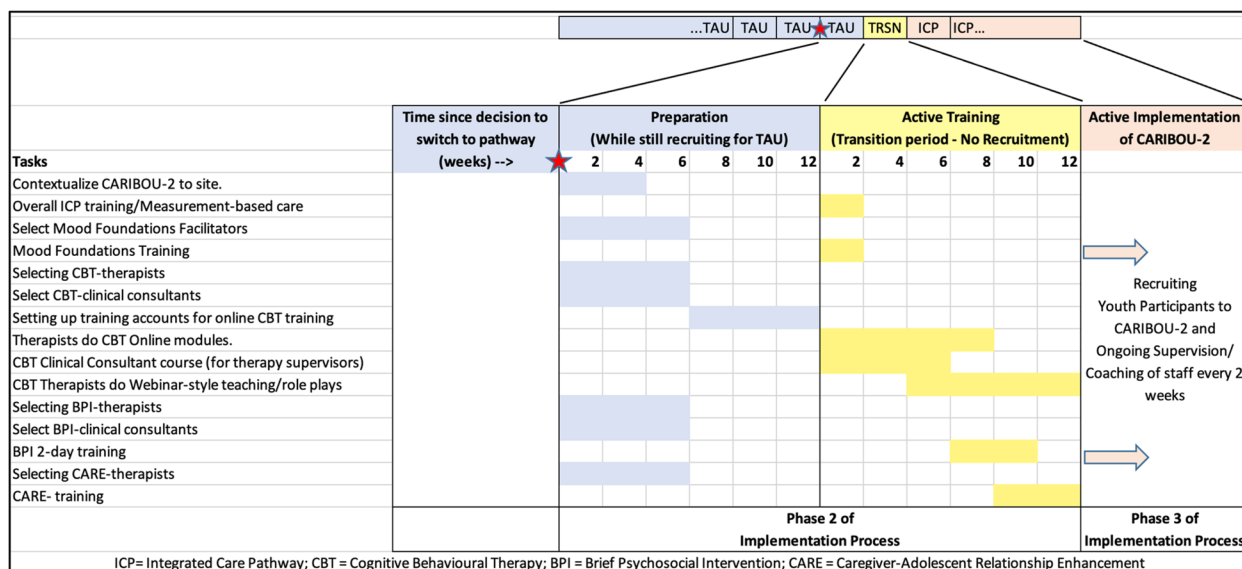 ...TAU TAU TAU TAU TRSN ICP ICP...
Time since decision to switch to pathway (weeks) -->
Preparation
(While still recruiting for TAU)
Active Training
(Transition period - No Recruitment)
Active Implementation
of CARIBOU-2
Tasks
2 4 6 8 10 12 2 4 6 8 10 12
Contextualize CARIBOU-2 to site.
Overall ICP training/Measurement-based care
Select Mood Foundations Facilitators
Mood Foundations Training
Selecting CBT-therapists
Select CBT-clinical consultants
Setting up training accounts for online CBT training
Therapists do CBT Online modules.
CBT Clinical Consultant course (for therapy supervisors)
CBT Therapists do Webinar-style teaching/role plays
Selecting BPI-therapists
Select BPI-clinical consultants
BPI 2-day training
Selecting CARE-therapists
CARE- training
Recruiting
Youth Participants to
CARIBOU-2 and
Ongoing Supervision/
Coaching of staff every 2
weeks
Phase 2 of
Implementation Process
Phase 3 of
Implementation Process
ICP= Integrated Care Pathway; CBT = Cognitive Behavioural Therapy; BPI = Brief Psychosocial Intervention; CARE = Caregiver-Adolescent Relationship Enhancement